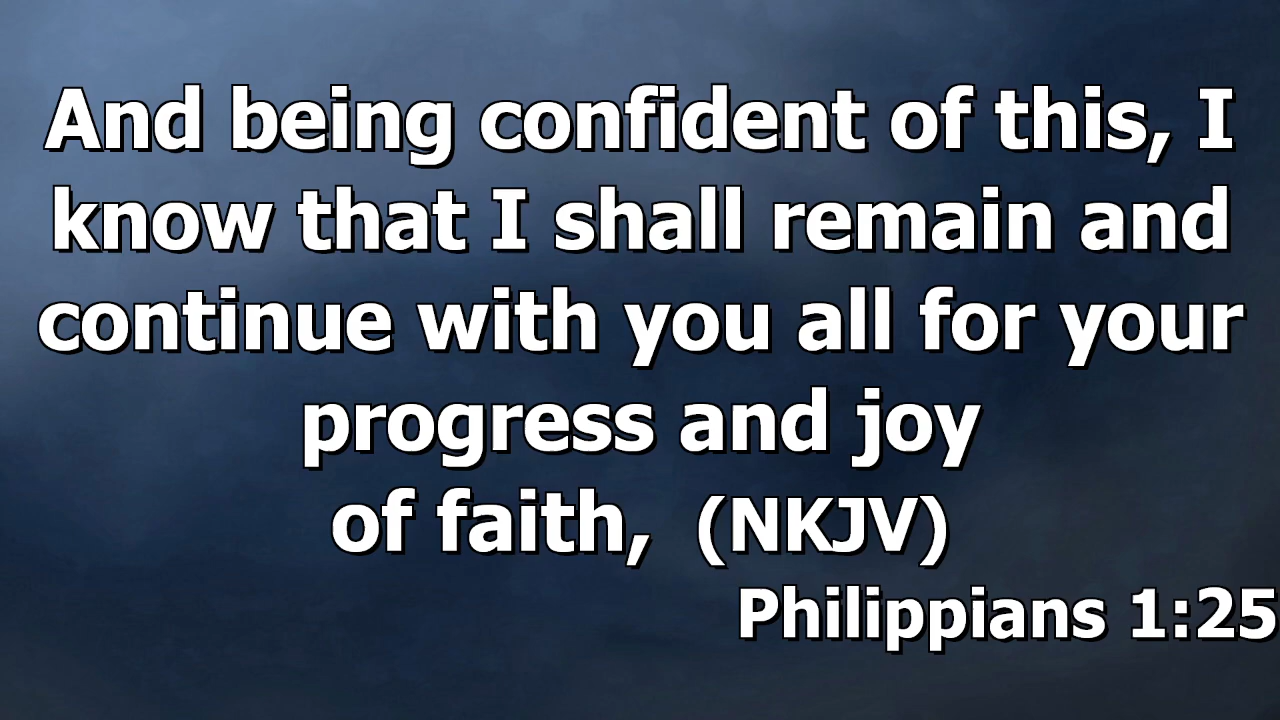 And being confident of this, I
know that I shall remain and
continue with you all for your
progress and joy
of faith,  (NKJV)
Philippians 1:25